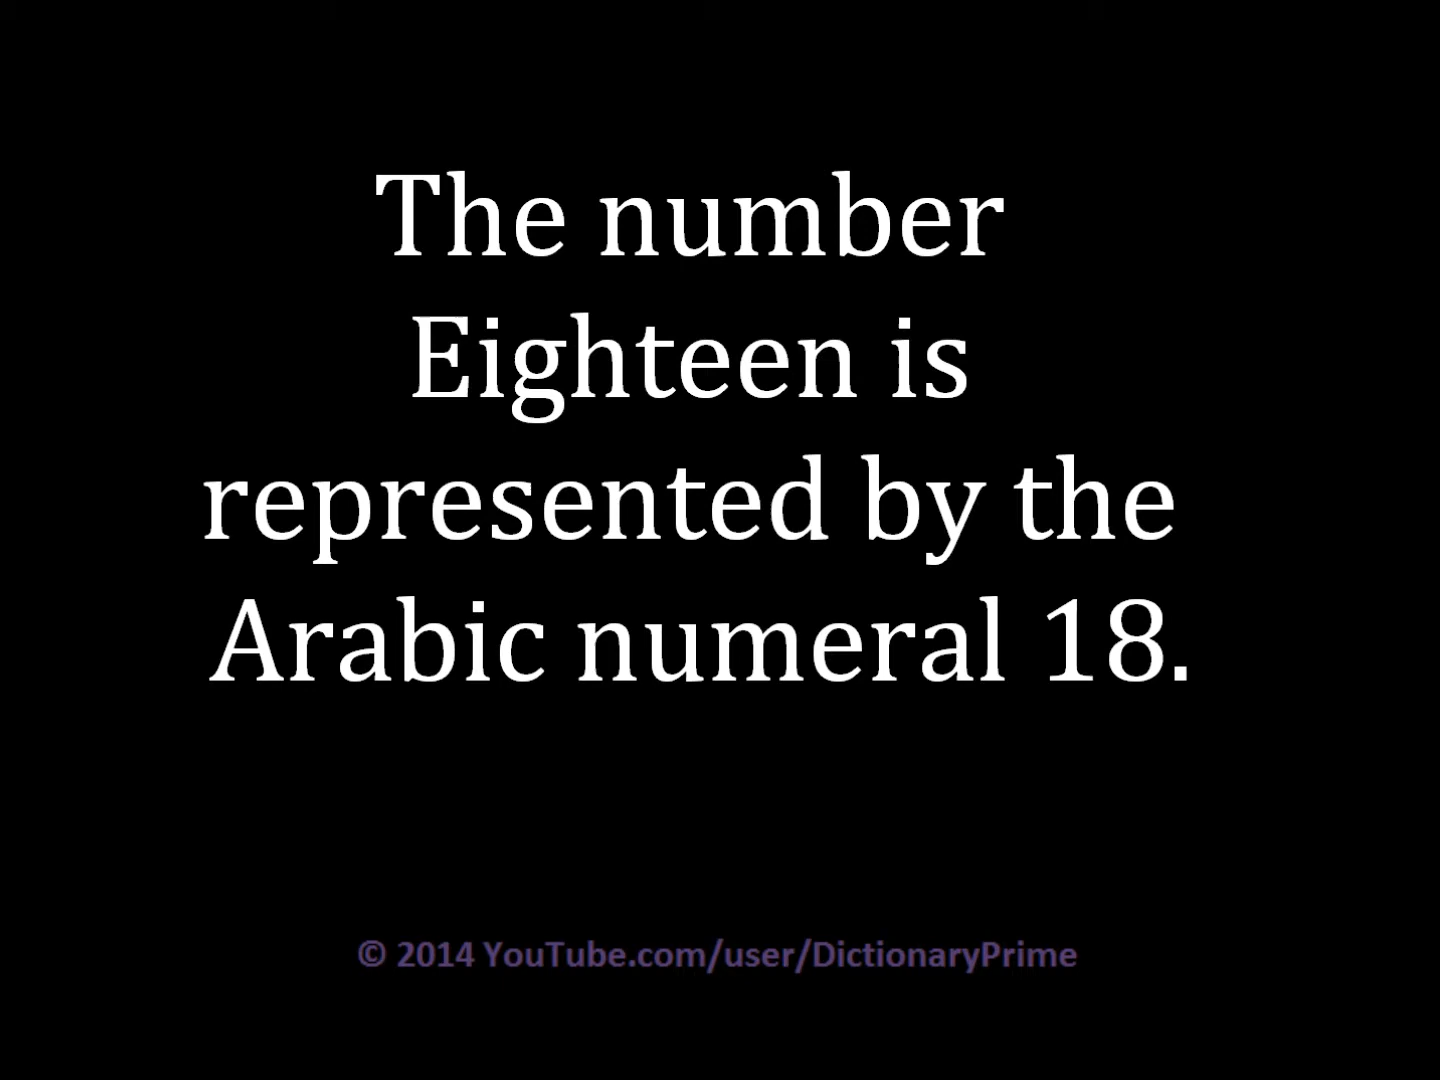 The number
Eighteen is
represented by the
Arabic numeral 18.
© 2014 YouTube.com/user/DictionaryPrime